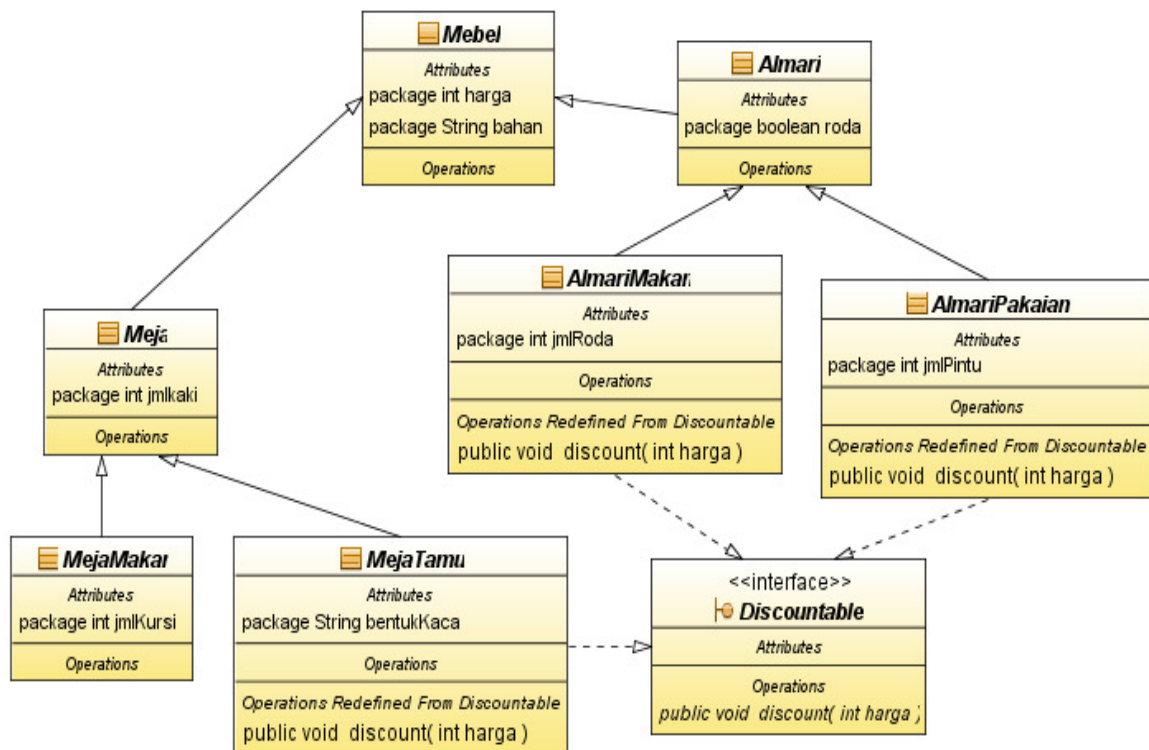 Mebel
Attributes
package int harga
package String bahan
Operations
Almari
Attributes
package boolean roda
Operations
AlmariMakan
Attributes
package int jmlRoda
Operations
Operations Redefined From Discountable
public void discount( int harga )
AlmariPakaian
Attributes
package int jmlPintu
Operations
Operations Redefined From Discountable
public void discount( int harga )
Meja
Attributes
package int jmlkaki
Operations
MejaMakan
Attributes
package int jmlKursi
Operations
MejaTamu
Attributes
package String bentukKaca
Operations
Operations Redefined From Discountable
public void discount( int harga )
<<interface>>
Discountable
Attributes
Operations
public void discount( int harga )